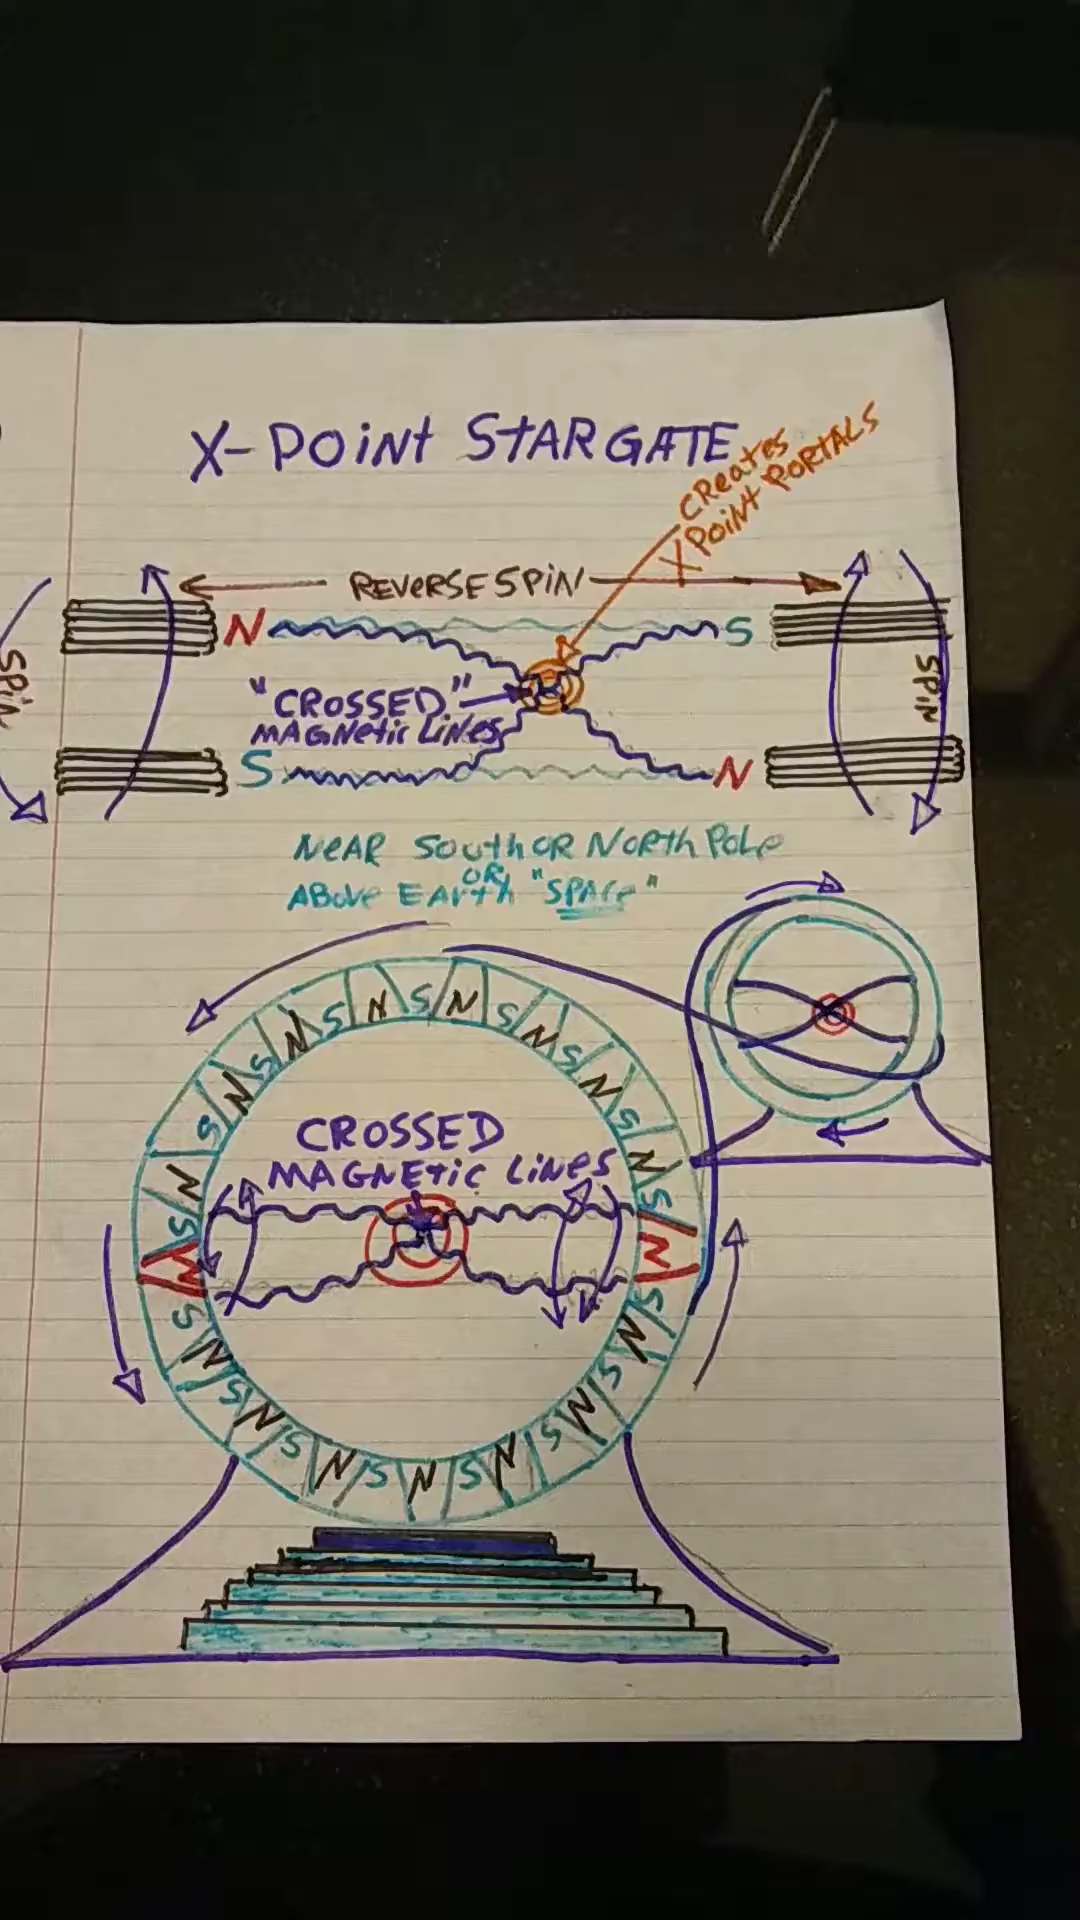 X-POINT STARGATE
CREATES
X POINT PORTALS
REVERSE SPIN
N
S
SPIN
SPIN
"CROSSED"
MAGNETIC LINES
S
N
NEAR SOUTH OR NORTH POLE
OR
ABOVE EARTH "SPACE"
N S N S N S N S N S N S N S N S N S N S N S N S N S N S
CROSSED
MAGNETIC LINES